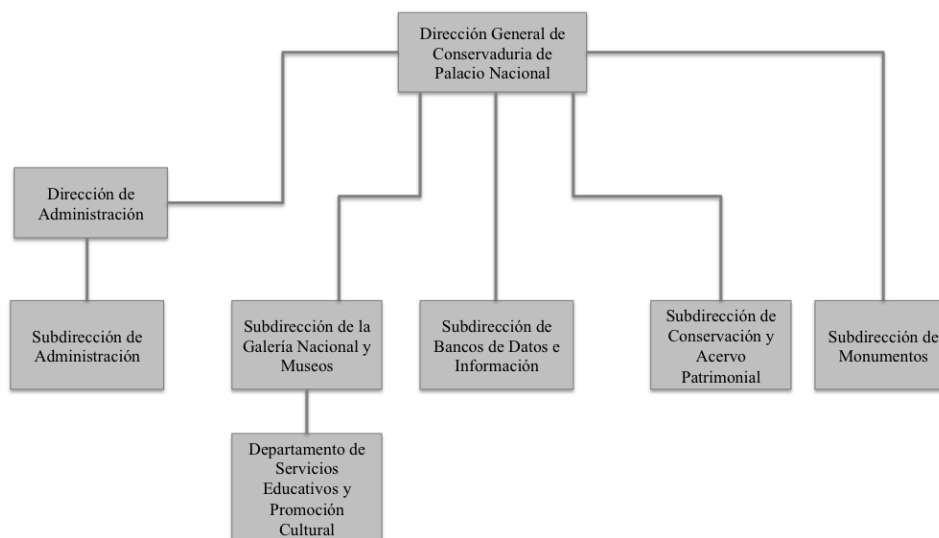 Dirección General de
Conservaduria de
Palacio Nacional
Dirección de
Administración
Subdirección de
Administración
Subdirección de la
Galería Nacional y
Museos
Subdirección de
Bancos de Datos e
Información
Subdirección de
Conservación y
Acervo
Patrimonial
Subdirección de
Monumentos
Departamento de
Servicios
Educativos y
Promoción
Cultural